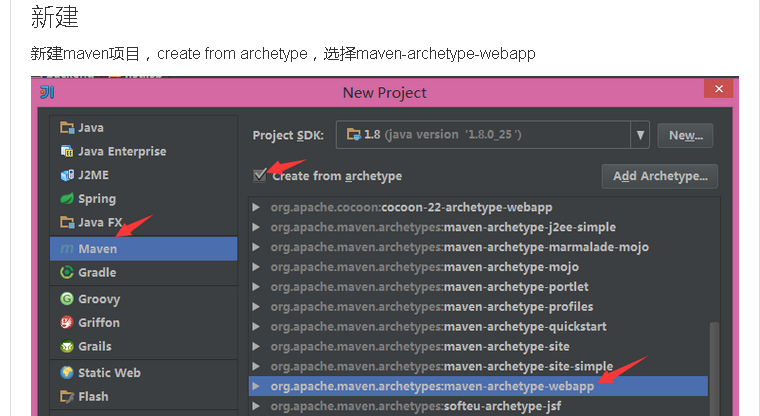 新建
新建maven项目，create from archetype，选择maven-archetype-webapp
New Project
Java
Java Enterprise
J2ME
Spring
Java FX
Maven
Gradle
Groovy
Griffon
Grails
Static Web
Flash
Project SDK: 1.8 (java version '1.8.0_25') New...
Create from archetype Add Archetype...
org.apache.cocoon:cocoon-22-archetype-webapp
org.apache.maven.archetypes:maven-archetype-j2ee-simple
org.apache.maven.archetypes:maven-archetype-marmalade-mojo
org.apache.maven.archetypes:maven-archetype-mojo
org.apache.maven.archetypes:maven-archetype-portlet
org.apache.maven.archetypes:maven-archetype-profiles
org.apache.maven.archetypes:maven-archetype-quickstart
org.apache.maven.archetypes:maven-archetype-site
org.apache.maven.archetypes:maven-archetype-site-simple
org.apache.maven.archetypes:maven-archetype-webapp
org.apache.maven.archetypes:softeu-archetype-jsf